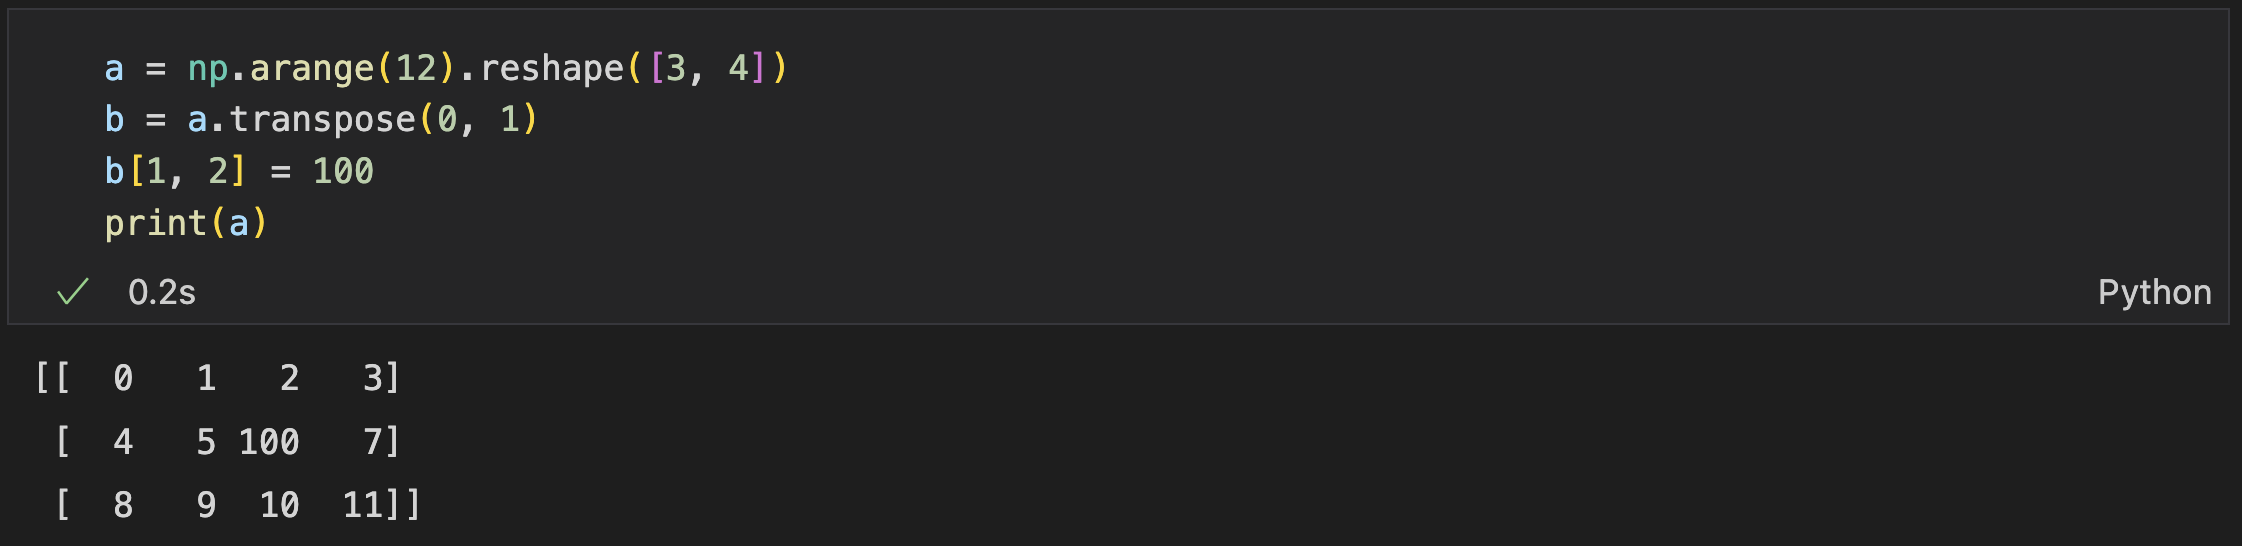 a = np.arange(12).reshape([3, 4])
b = a.transpose(0, 1)
b[1, 2] = 100
print(a)
0.2s
Python
[[  0   1   2   3]
 [  4   5 100   7]
 [  8   9  10  11]]